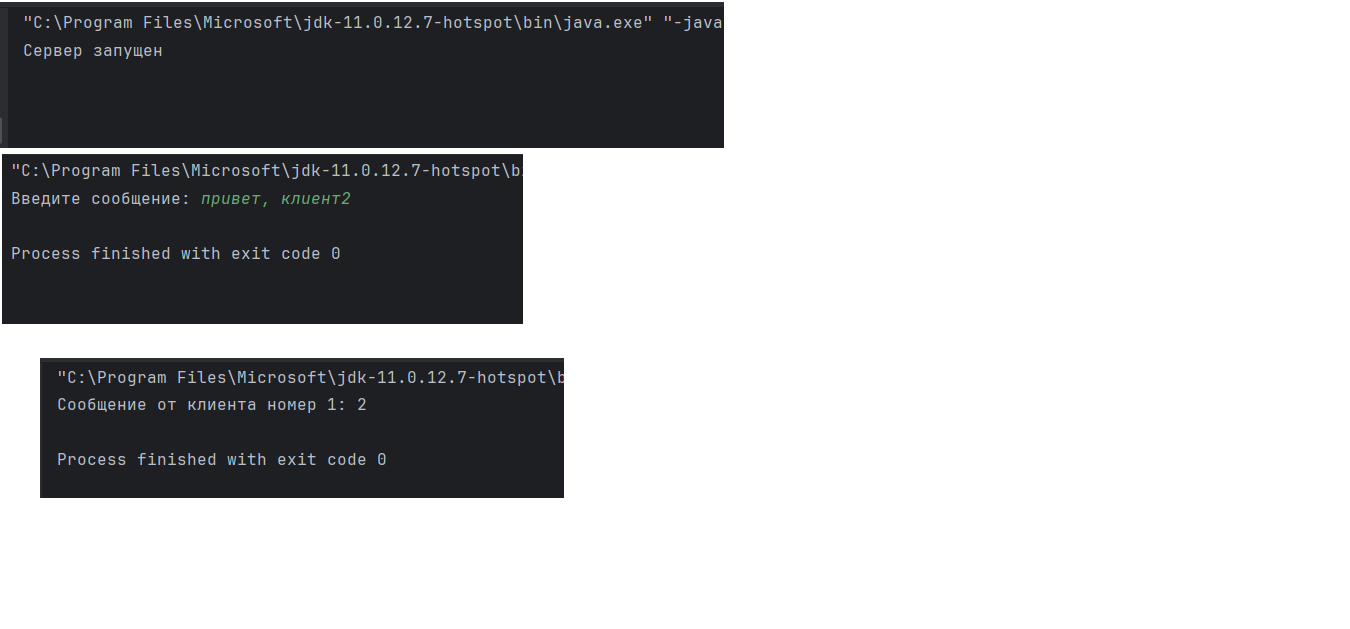 "C:\Program Files\Microsoft\jdk-11.0.12.7-hotspot\bin\java.exe" "-java
Сервер запущен
"C:\Program Files\Microsoft\jdk-11.0.12.7-hotspot\b
Введите сообщение: привет, клиент2
Process finished with exit code 0
"C:\Program Files\Microsoft\jdk-11.0.12.7-hotspot\b
Сообщение от клиента номер 1: 2
Process finished with exit code 0